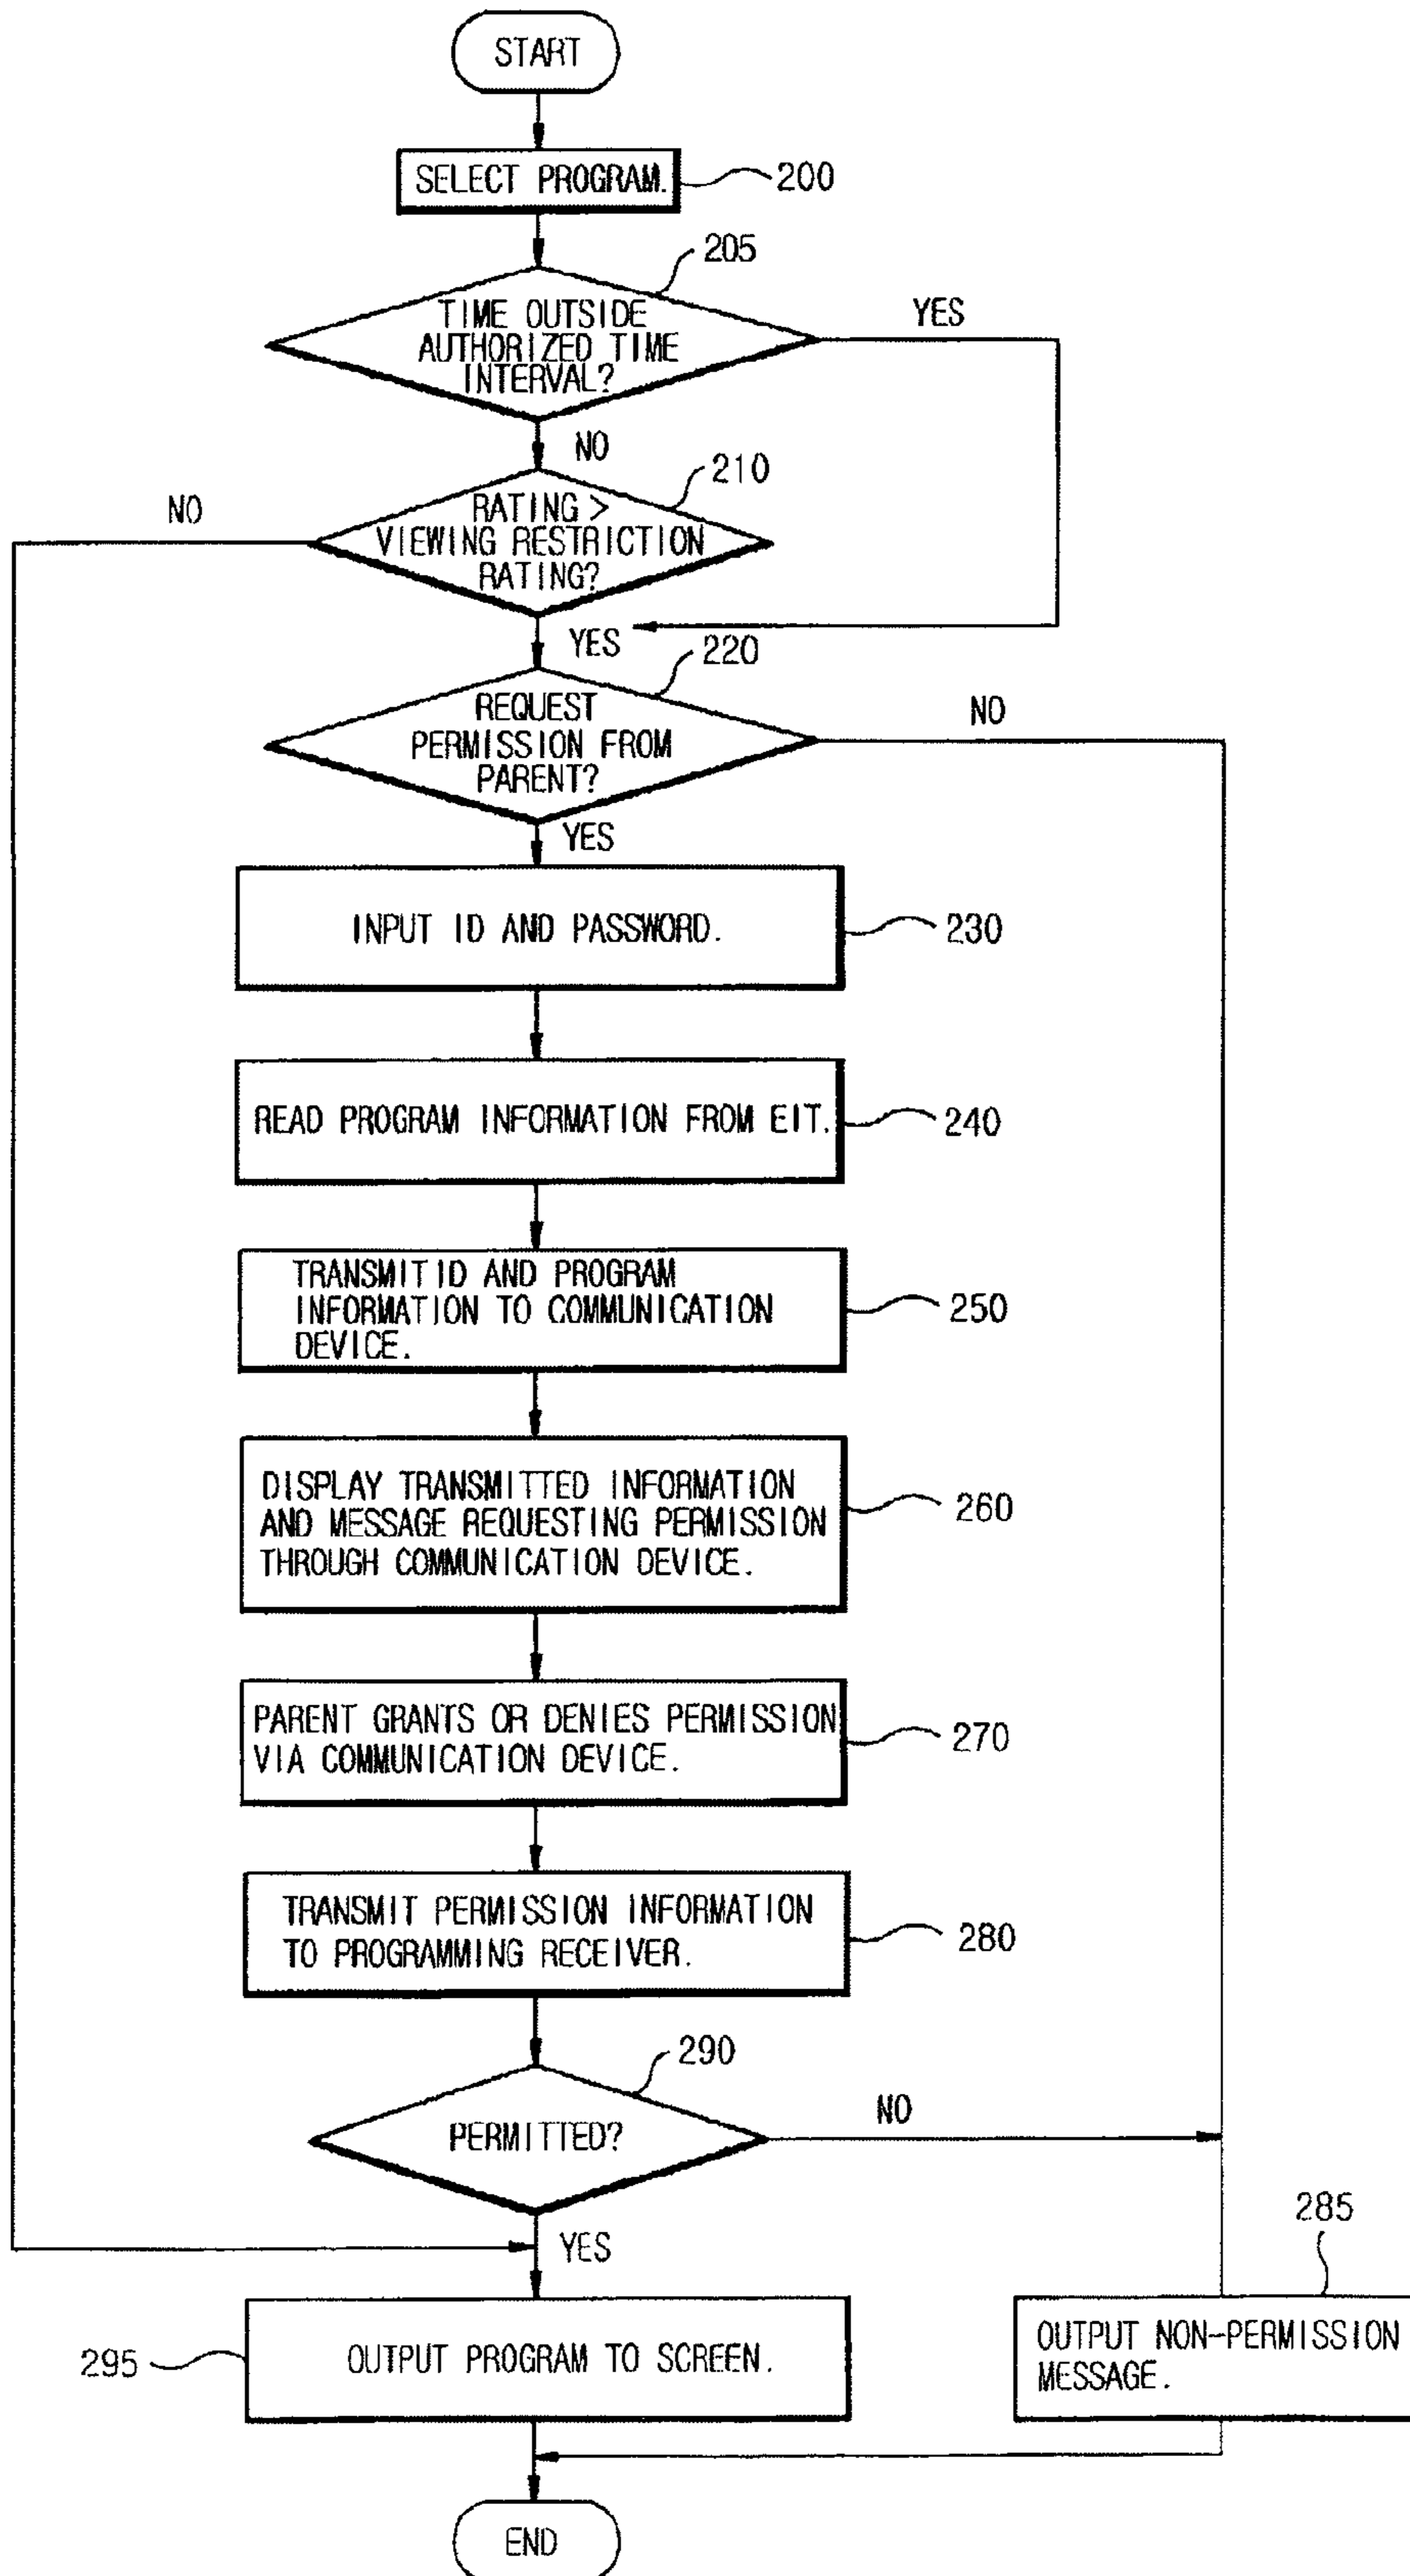 START
SELECT PROGRAM.
200
205
TIME OUTSIDE
AUTHORIZED TIME
INTERVAL?
YES
NO
210
NO
RATING >
VIEWING RESTRICTION
RATING?
YES
220
REQUEST
PERMISSION FROM
PARENT?
NO
YES
INPUT ID AND PASSWORD.
230
READ PROGRAM INFORMATION FROM EIT.
240
TRANSMIT ID AND PROGRAM
INFORMATION TO COMMUNICATION
DEVICE.
250
DISPLAY TRANSMITTED INFORMATION
AND MESSAGE REQUESTING PERMISSION
THROUGH COMMUNICATION DEVICE.
260
PARENT GRANTS OR DENIES PERMISSION
VIA COMMUNICATION DEVICE.
270
TRANSMIT PERMISSION INFORMATION
TO PROGRAMMING RECEIVER.
280
290
PERMITTED?
NO
YES
285
295
OUTPUT PROGRAM TO SCREEN.
OUTPUT NON-PERMISSION
MESSAGE.
END